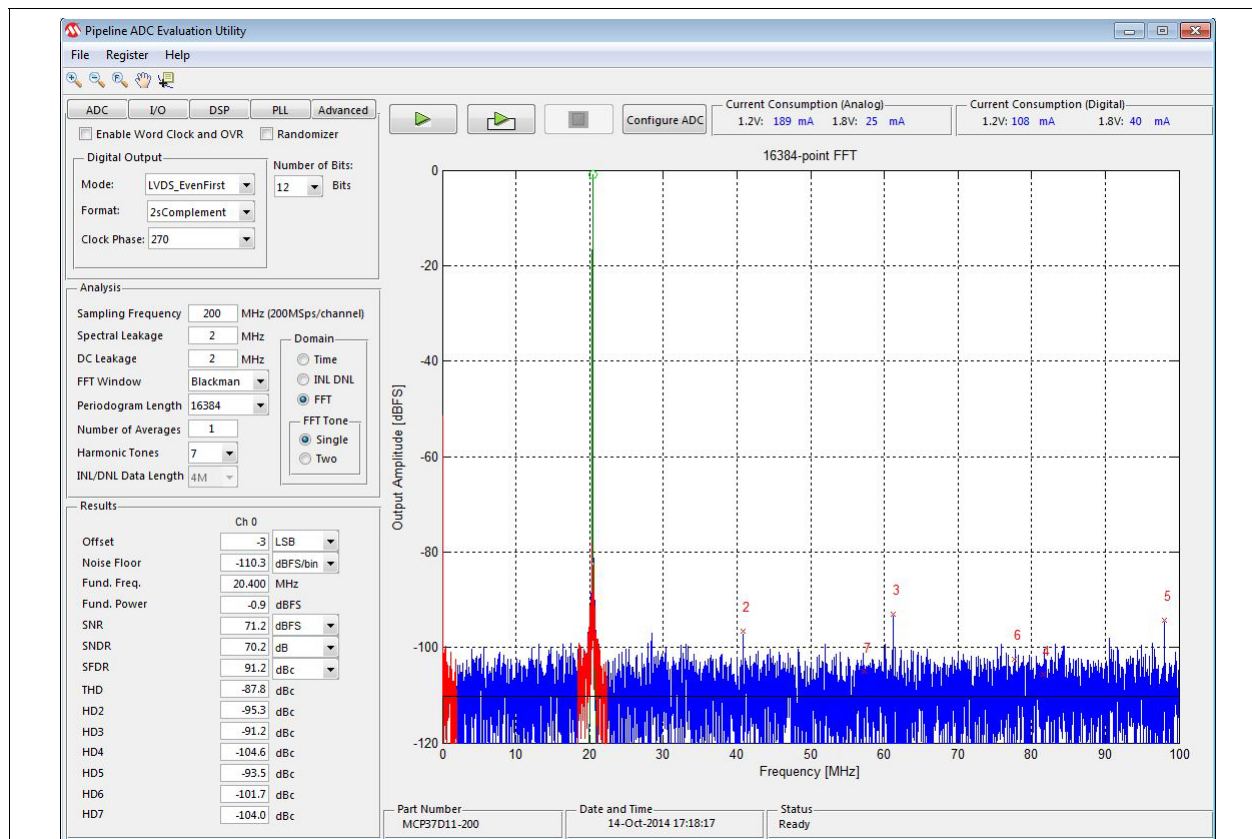 Pipeline ADC Evaluation Utility
File Register Help
ADC I/O DSP PLL Advanced
Enable Word Clock and OVR Randomizer
Digital Output
Number of Bits:
Mode: LVDS_EvenFirst
12 Bits
Format: 2sComplement
Clock Phase: 270
Configure ADC
Current Consumption (Analog)
1.2V: 189 mA 1.8V: 25 mA
Current Consumption (Digital)
1.2V: 108 mA 1.8V: 40 mA
Analysis
Sampling Frequency 200 MHz (200MSps/channel)
Spectral Leakage 2 MHz
DC Leakage 2 MHz
FFT Window Blackman
Periodogram Length 16384
Number of Averages 1
Harmonic Tones 7
INL/DNL Data Length 4M
Domain
Time
INL DNL
FFT
FFT Tone
Single
Two
Results
Ch 0
Offset -3 LSB
Noise Floor -110.3 dBFS/bin
Fund. Freq. 20.400 MHz
Fund. Power -0.9 dBFS
SNR 71.2 dBFS
SNDR 70.2 dB
SFDR 91.2 dBc
THD -87.8 dBc
HD2 -95.3 dBc
HD3 -91.2 dBc
HD4 -104.6 dBc
HD5 -93.5 dBc
HD6 -101.7 dBc
HD7 -104.0 dBc
16384-point FFT
Output Amplitude [dBFS]
0
-20
-40
-60
-80
-100
-120
2
7
3
6
4
5
0 10 20 30 40 50 60 70 80 90 100
Frequency [MHz]
Part Number
MCP37D11-200
Date and Time
14-Oct-2014 17:18:17
Status
Ready